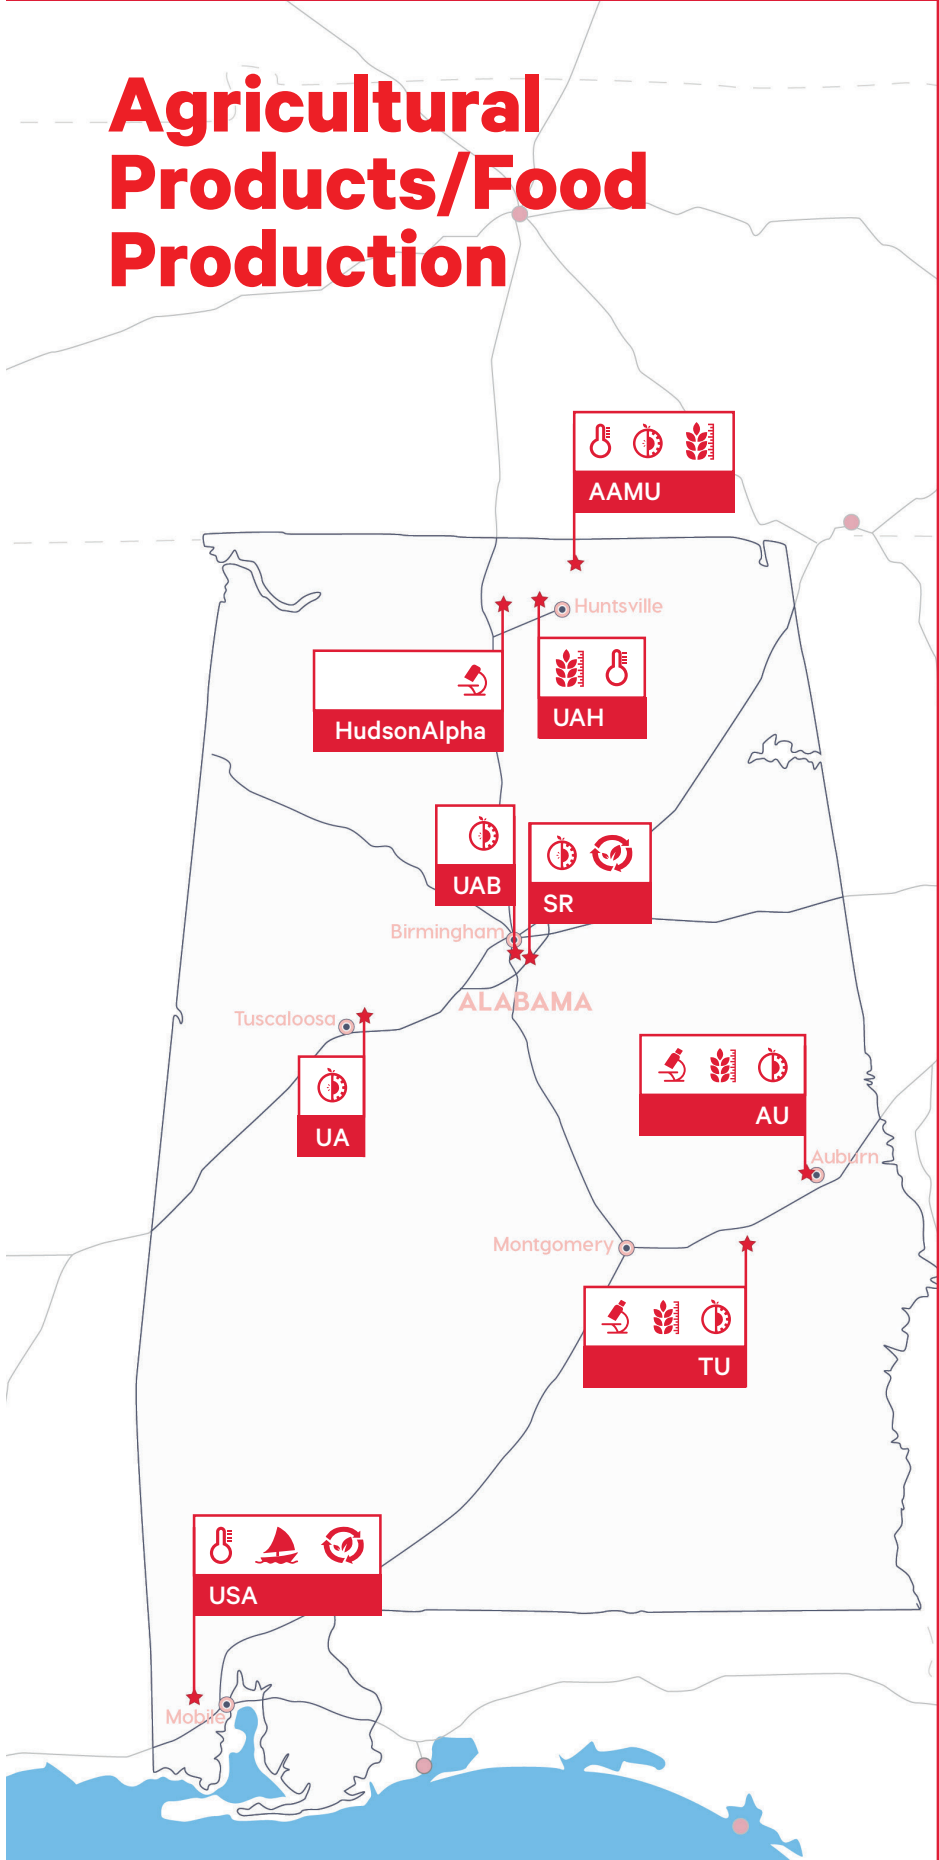 Agricultural
Products/Food
Production
AAMU
Huntsville
HudsonAlpha
UAH
UAB
SR
Birmingham
ALABAMA
Tuscaloosa
UA
AU
Auburn
Montgomery
TU
USA
Mobile